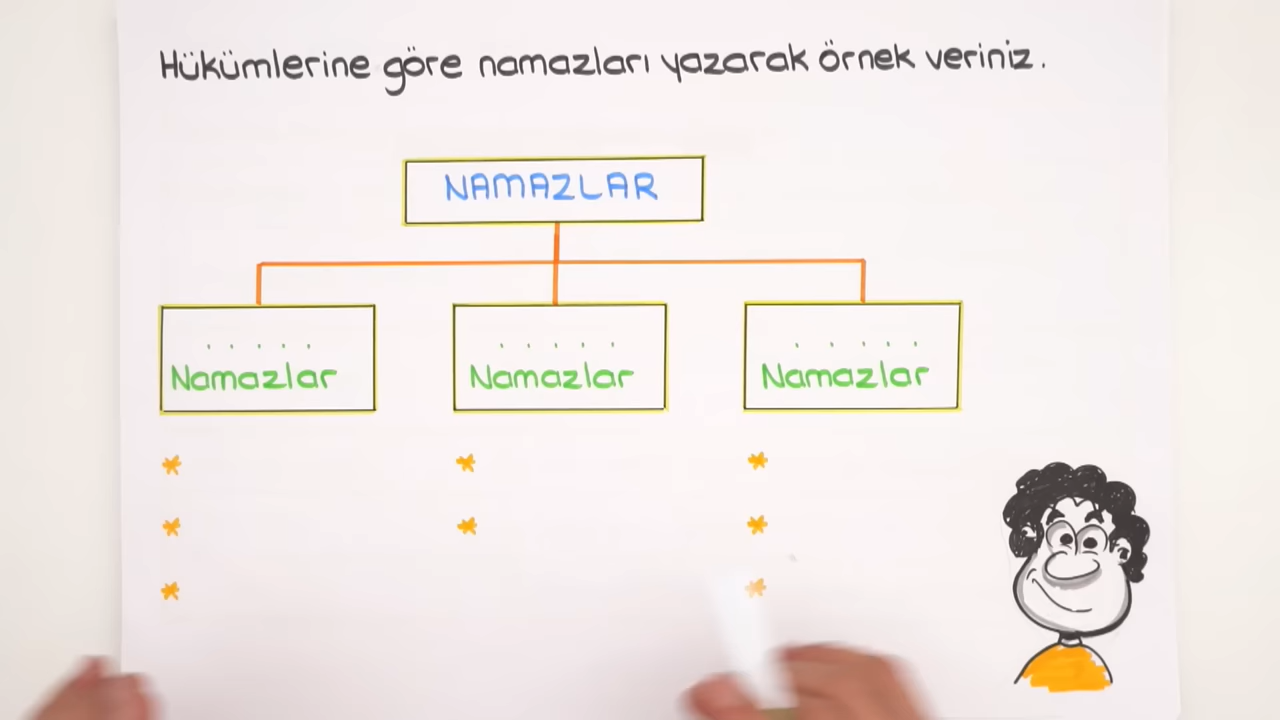 Hükümlerine göre namazları yazarak örnek veriniz.
NAMAZLAR
.....
Namazlar
.....
Namazlar
.....
Namazlar
*
*
*
*
*
*
*
*